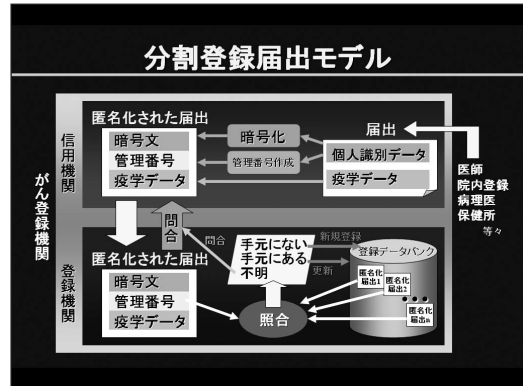 分割登録届出モデル
がん登録機関
信用機関
匿名化された届出
暗号文
管理番号
疫学データ
暗号化
管理番号作成
届出
個人識別データ
疫学データ
医師
院内登録
病理医
保健所
等々
登録機関
問合
匿名化された届出
暗号文
管理番号
疫学データ
問合
手元にない
手元にある
不明
新規登録
更新
照合
登録データバンク
匿名化
届出1
匿名化
届出2
匿名化
届出n